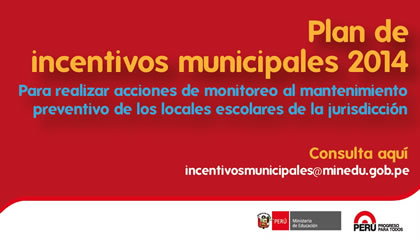 Plan de
incentivos municipales 2014
Para realizar acciones de monitoreo al mantenimiento
preventivo de los locales escolares de la jurisdicción
Consulta aquí
incentivosmunicipales@minedu.gob.pe
PERÚ
Ministerio
de Educación
PERÚ
PROGRESO
PARA TODOS